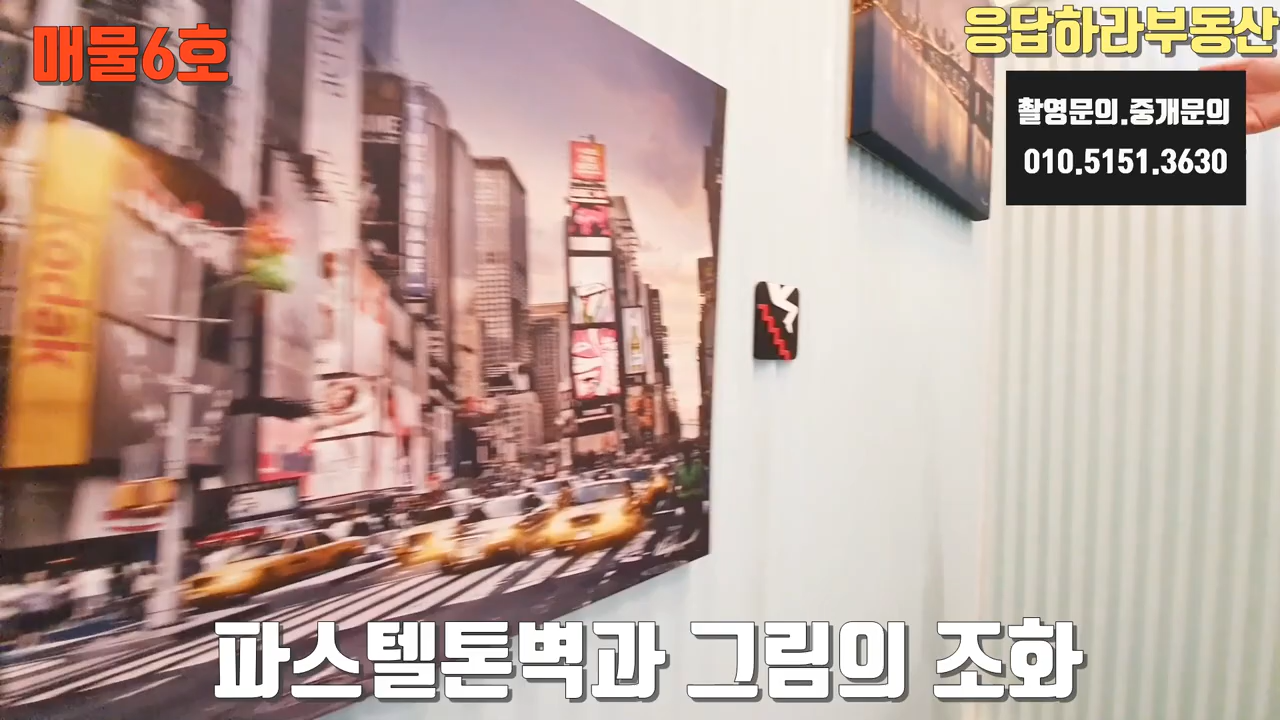 매물6호
응답하라부동산
촬영문의.중개문의
010.5151.3630
Kodak
파스텔톤벽과 그림의 조화